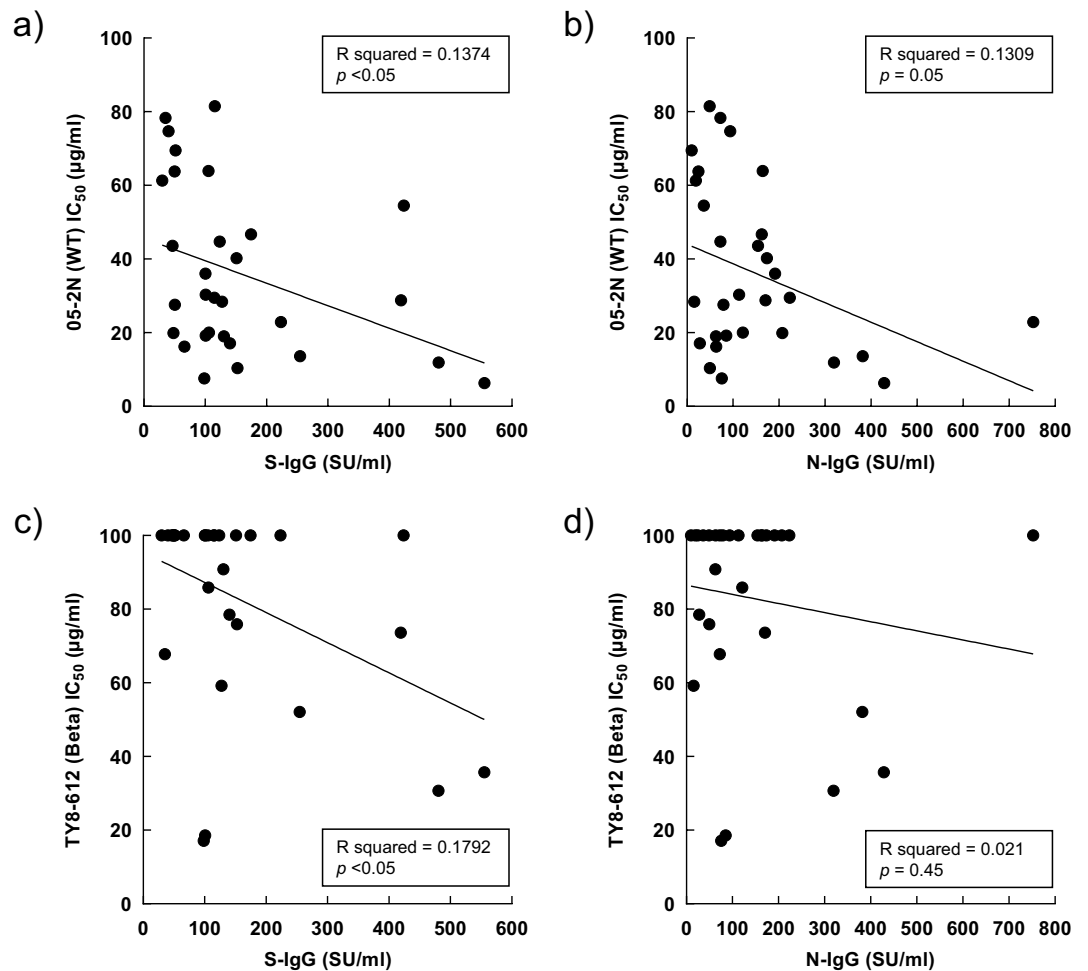 a)
R squared = 0.1374
p <0.05
05-2N (WT) IC50 (µg/ml)
100
80
60
40
20
0
0 100 200 300 400 500 600
S-IgG (SU/ml)
b)
R squared = 0.1309
p = 0.05
05-2N (WT) IC50 (µg/ml)
100
80
60
40
20
0
0 100 200 300 400 500 600 700 800
N-IgG (SU/ml)
c)
TY8-612 (Beta) IC50 (µg/ml)
100
80
60
40
20
0
R squared = 0.1792
p <0.05
0 100 200 300 400 500 600
S-IgG (SU/ml)
d)
TY8-612 (Beta) IC50 (µg/ml)
100
80
60
40
20
0
R squared = 0.021
p = 0.45
0 100 200 300 400 500 600 700 800
N-IgG (SU/ml)